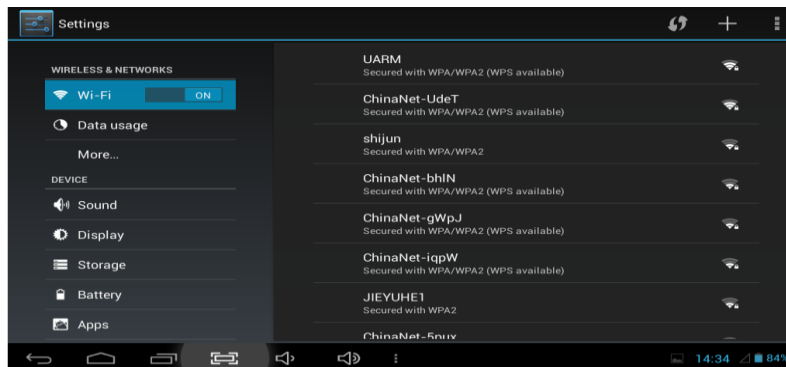 Settings
WIRELESS & NETWORKS
Wi-Fi ON
Data usage
More...
DEVICE
Sound
Display
Storage
Battery
Apps
UARM
Secured with WPA/WPA2 (WPS available)
ChinaNet-UdeT
Secured with WPA/WPA2 (WPS available)
shijun
Secured with WPA/WPA2
ChinaNet-bhlN
Secured with WPA/WPA2 (WPS available)
ChinaNet-gWpJ
Secured with WPA/WPA2 (WPS available)
ChinaNet-iqpW
Secured with WPA/WPA2 (WPS available)
JIEYUHE1
Secured with WPA2
ChinaNet-5nux
14:34 84%